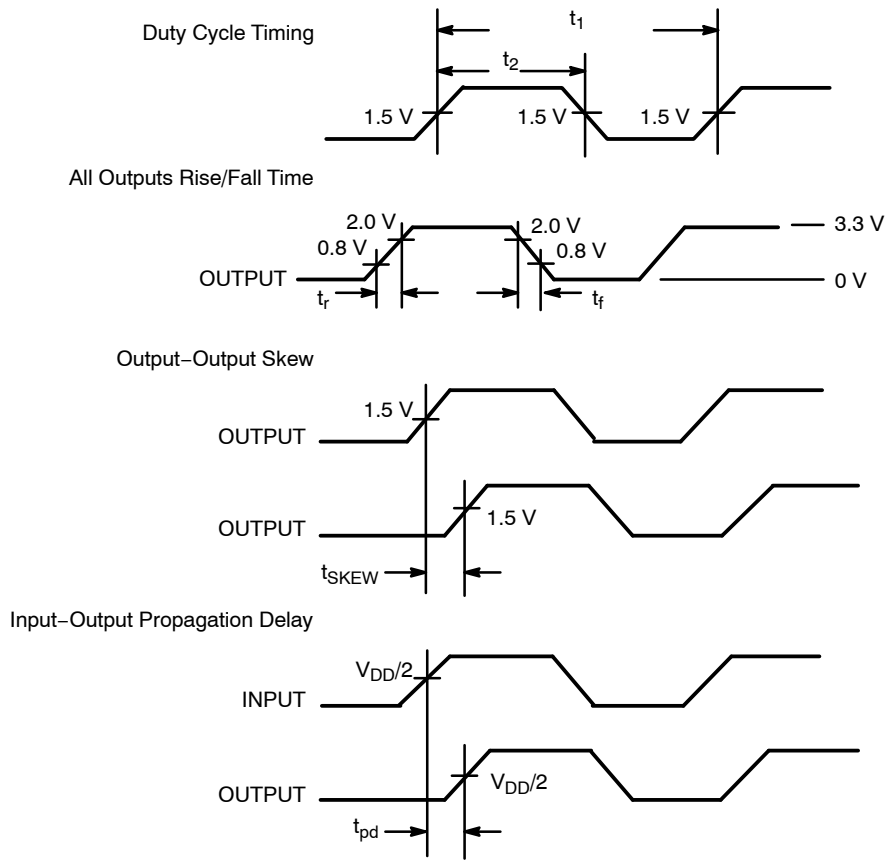 Duty Cycle Timing
t1
t2
1.5 V
1.5 V
1.5 V
All Outputs Rise/Fall Time
2.0 V
2.0 V
3.3 V
0.8 V
0.8 V
OUTPUT
0 V
tr
tf
Output−Output Skew
1.5 V
OUTPUT
OUTPUT
1.5 V
tSKEW
Input−Output Propagation Delay
VDD/2
INPUT
OUTPUT
VDD/2
tpd